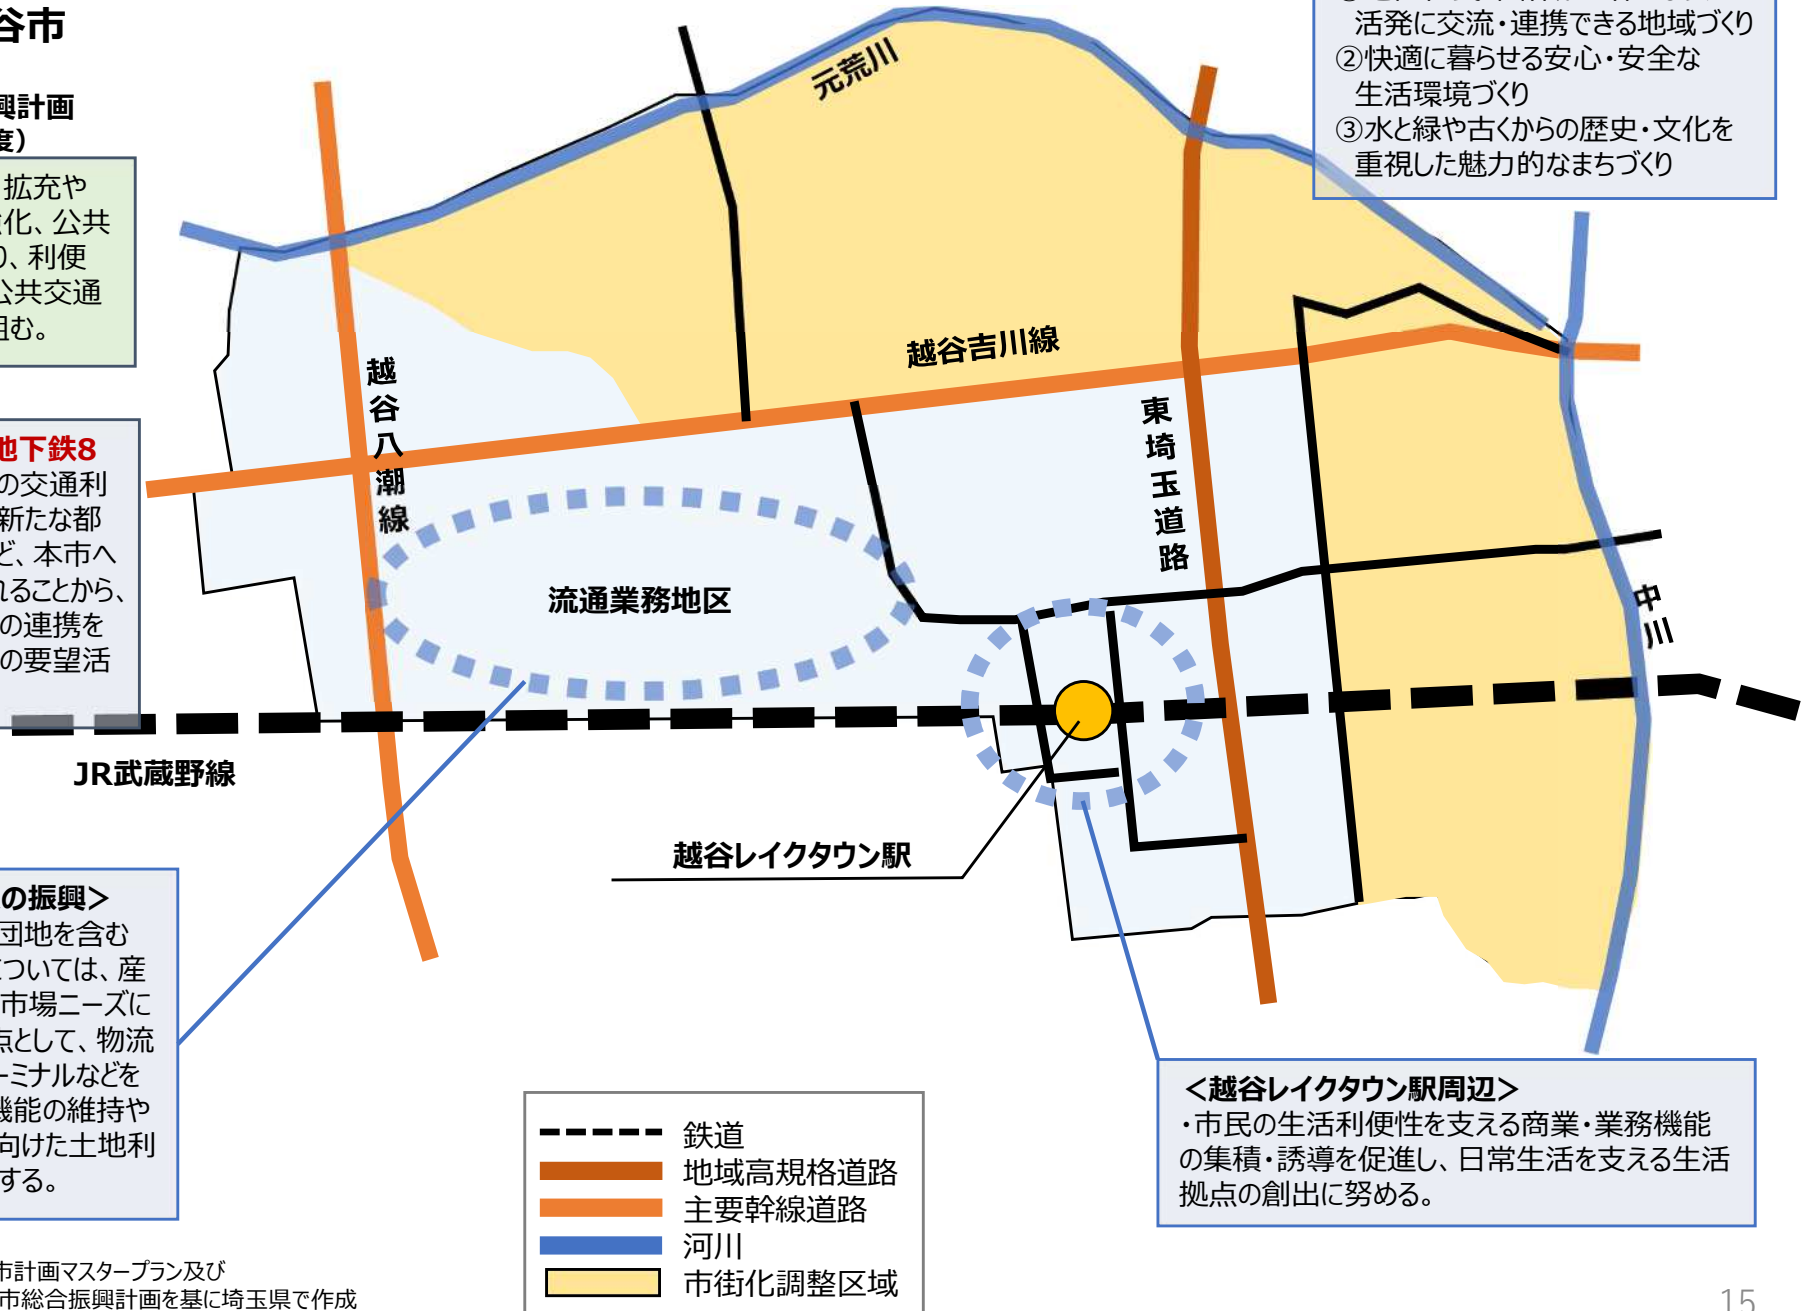 谷市
興計画
度）
拡充や
化、公共
、利便
公共交通
組む。
地下鉄8
の交通利
新たな都
ど、本市へ
れることから、
の連携を
の要望活
活発に交流・連携できる地域づくり
②快適に暮らせる安心・安全な
生活環境づくり
③水と緑や古くからの歴史・文化を
重視した魅力的なまちづくり
元荒川
越谷吉川線
越谷八潮線
東埼玉道路
流通業務地区
中川
JR武蔵野線
越谷レイクタウン駅
の振興＞
団地を含む
ついては、産
市場ニーズに
点として、物流
ーミナルなどを
機能の維持や
向けた土地利
する。
＜越谷レイクタウン駅周辺＞
・市民の生活利便性を支える商業・業務機能
の集積・誘導を促進し、日常生活を支える生活
拠点の創出に努める。
鉄道
地域高規格道路
主要幹線道路
河川
市街化調整区域
市計画マスタープラン及び
市総合振興計画を基に埼玉県で作成
15